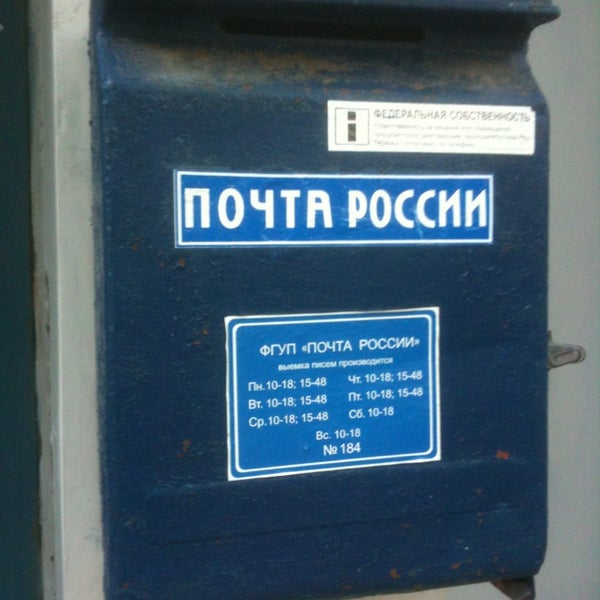 ФЕДЕРАЛЬНАЯ СОБСТВЕННОСТЬ
ПОЧТА РОССИИ
ФГУП «ПОЧТА РОССИИ»
выемка писем производится
Пн.10-18; 15-48 Чт. 10-18; 15-48
Вт. 10-18; 15-48 Пт. 10-18; 15-48
Ср.10-18; 15-48 Сб. 10-18
Вс. 10-18
№ 184